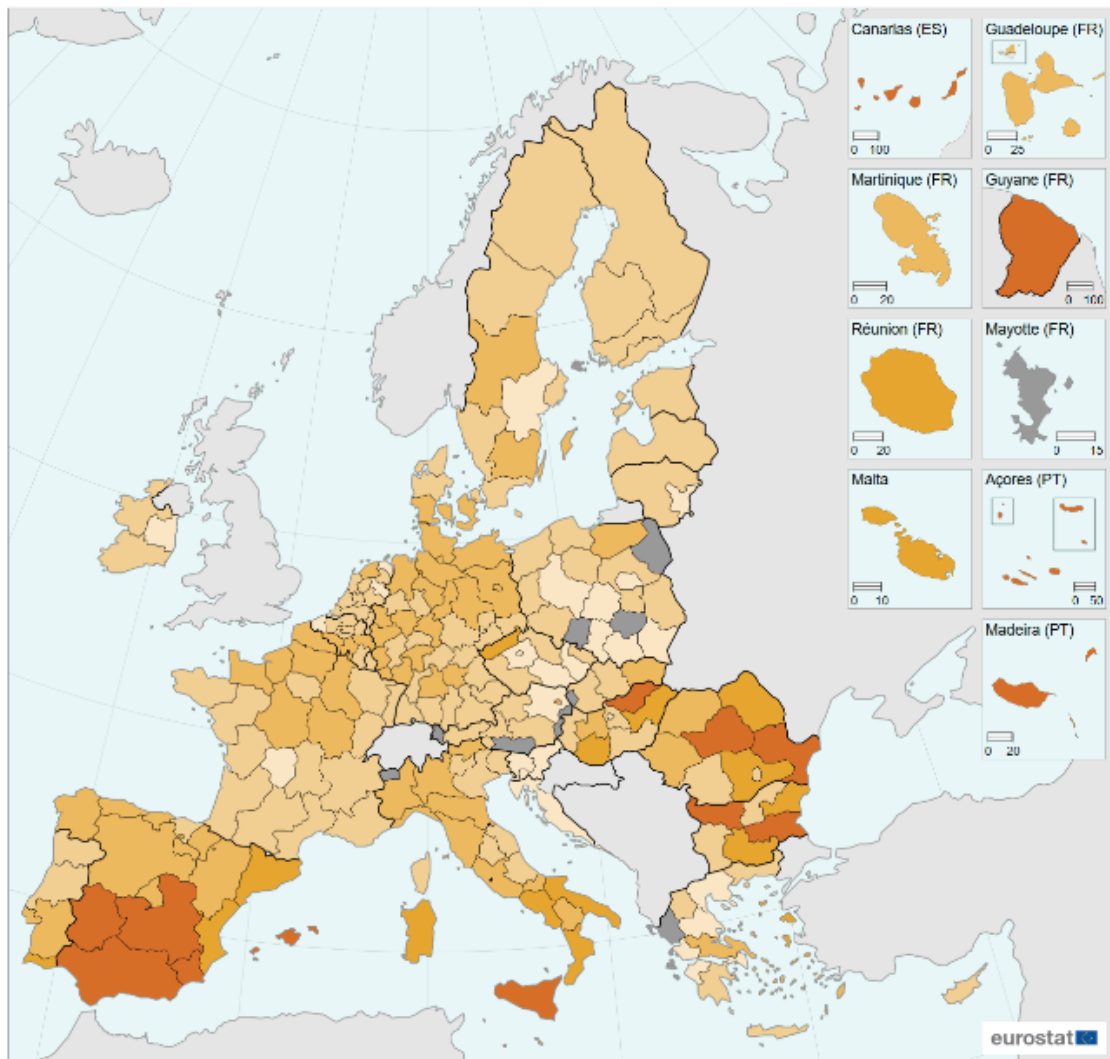 Canarias (ES)
0 100
Guadeloupe (FR)
0 25
Martinique (FR)
0 20
Guyane (FR)
0 100
Réunion (FR)
0 20
Mayotte (FR)
0 15
Malta
0 10
Açores (PT)
0 50
Madeira (PT)
0 20
eurostat